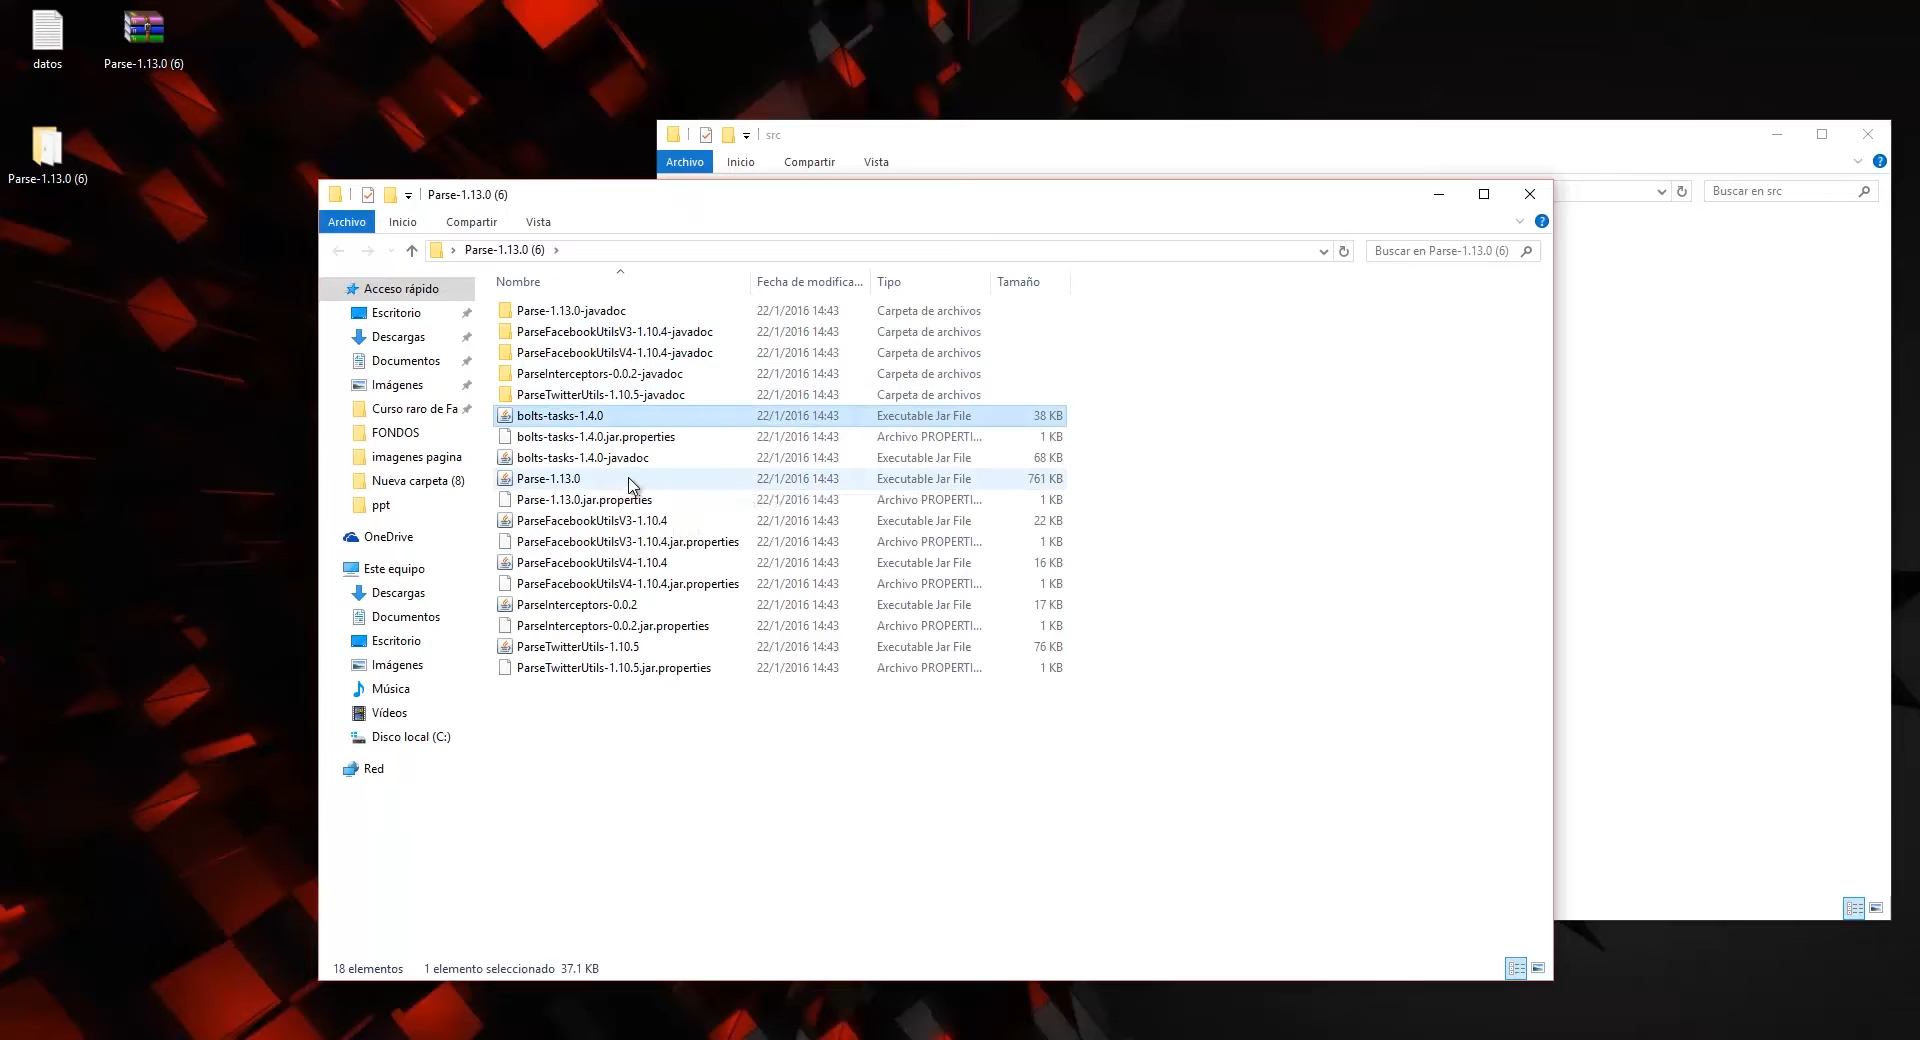 datos
Parse-1.13.0 (6)
Parse-1.13.0 (6)
src
Archivo Inicio Compartir Vista
Buscar en src
Parse-1.13.0 (6)
Archivo Inicio Compartir Vista
Parse-1.13.0 (6)
Buscar en Parse-1.13.0 (6)
Acceso rápido
Escritorio
Descargas
Documentos
Imágenes
Curso raro de Fa
FONDOS
imagenes pagina
Nueva carpeta (8)
ppt
OneDrive
Este equipo
Descargas
Documentos
Escritorio
Imágenes
Música
Vídeos
Disco local (C:)
Red
Nombre Fecha de modifica... Tipo Tamaño
Parse-1.13.0-javadoc 22/1/2016 14:43 Carpeta de archivos
ParseFacebookUtilsV3-1.10.4-javadoc 22/1/2016 14:43 Carpeta de archivos
ParseFacebookUtilsV4-1.10.4-javadoc 22/1/2016 14:43 Carpeta de archivos
ParseInterceptors-0.0.2-javadoc 22/1/2016 14:43 Carpeta de archivos
ParseTwitterUtils-1.10.5-javadoc 22/1/2016 14:43 Carpeta de archivos
bolts-tasks-1.4.0 22/1/2016 14:43 Executable Jar File 38 KB
bolts-tasks-1.4.0.jar.properties 22/1/2016 14:43 Archivo PROPERTI... 1 KB
bolts-tasks-1.4.0-javadoc 22/1/2016 14:43 Executable Jar File 68 KB
Parse-1.13.0 22/1/2016 14:43 Executable Jar File 761 KB
Parse-1.13.0.jar.properties 22/1/2016 14:43 Archivo PROPERTI... 1 KB
ParseFacebookUtilsV3-1.10.4 22/1/2016 14:43 Executable Jar File 22 KB
ParseFacebookUtilsV3-1.10.4.jar.properties 22/1/2016 14:43 Archivo PROPERTI... 1 KB
ParseFacebookUtilsV4-1.10.4 22/1/2016 14:43 Executable Jar File 16 KB
ParseFacebookUtilsV4-1.10.4.jar.properties 22/1/2016 14:43 Archivo PROPERTI... 1 KB
ParseInterceptors-0.0.2 22/1/2016 14:43 Executable Jar File 17 KB
ParseInterceptors-0.0.2.jar.properties 22/1/2016 14:43 Archivo PROPERTI... 1 KB
ParseTwitterUtils-1.10.5 22/1/2016 14:43 Executable Jar File 76 KB
ParseTwitterUtils-1.10.5.jar.properties 22/1/2016 14:43 Archivo PROPERTI... 1 KB
18 elementos 1 elemento seleccionado 37.1 KB